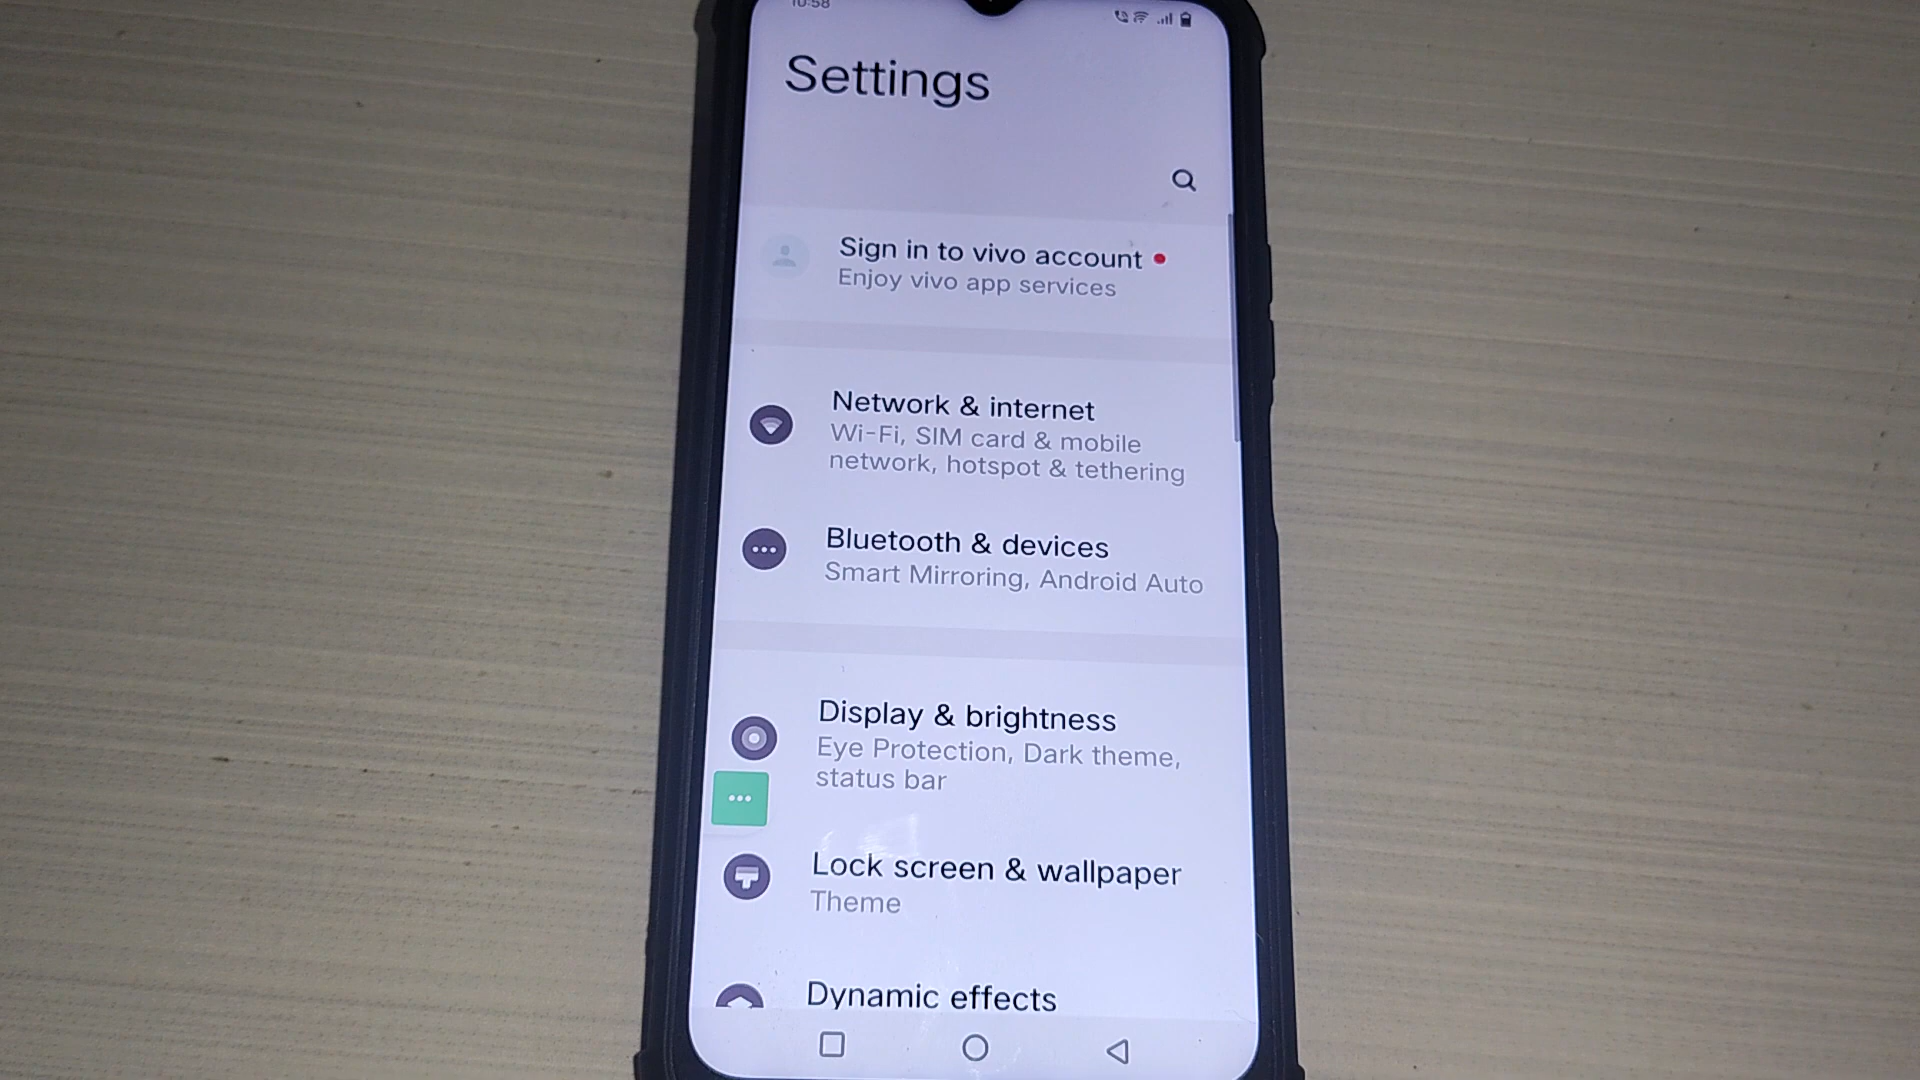 10:58
Settings
Sign in to vivo account
Enjoy vivo app services
Network & internet
Wi-Fi, SIM card & mobile
network, hotspot & tethering
Bluetooth & devices
Smart Mirroring, Android Auto
Display & brightness
Eye Protection, Dark theme,
status bar
Lock screen & wallpaper
Theme
Dynamic effects